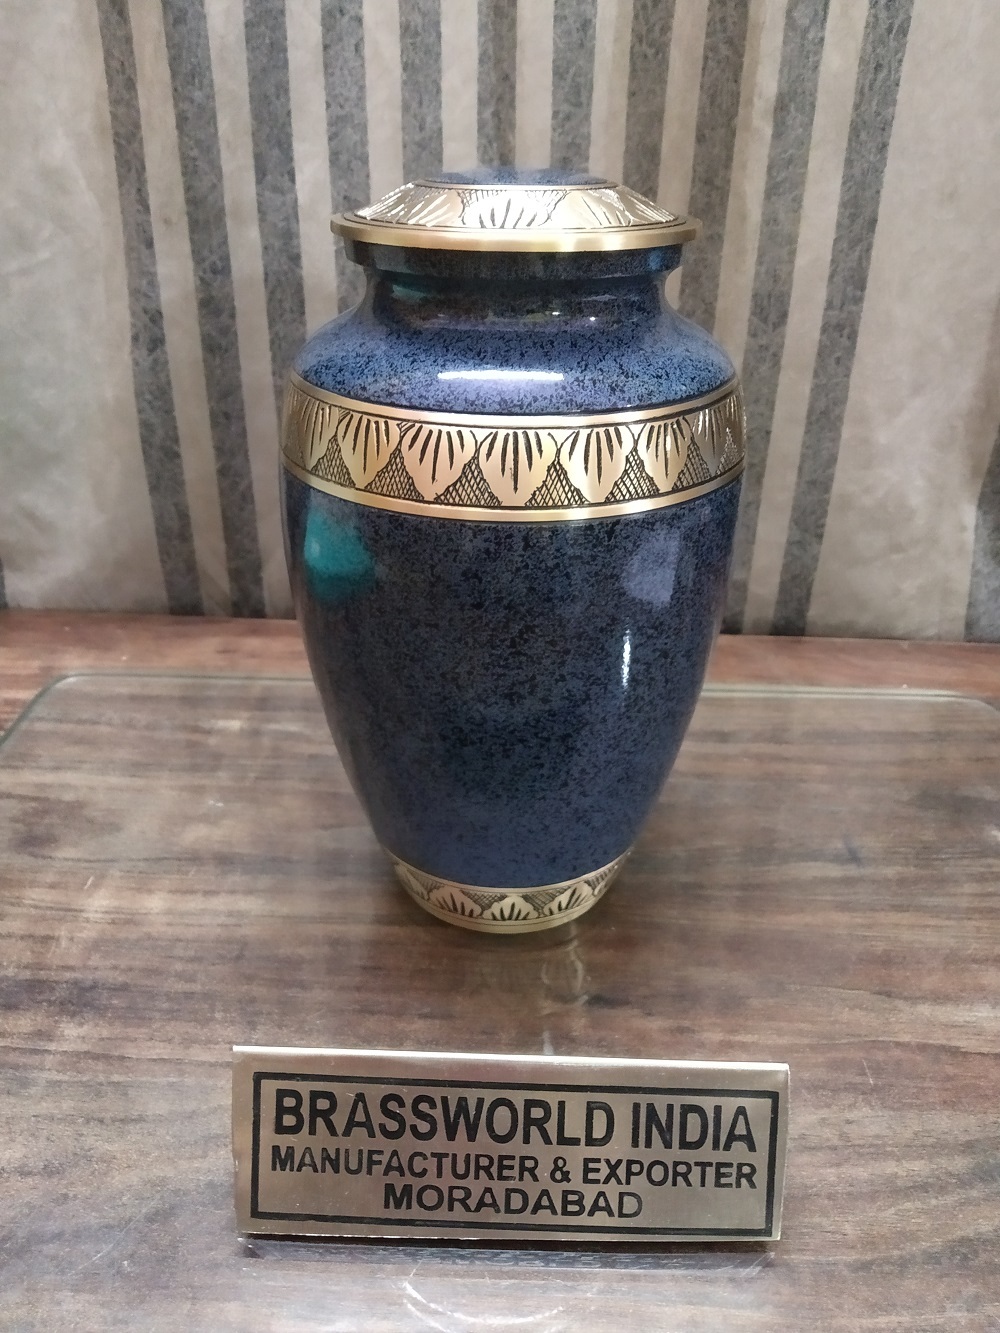 BRASSWORLD INDIA
MANUFACTURER & EXPORTER
MORADABAD